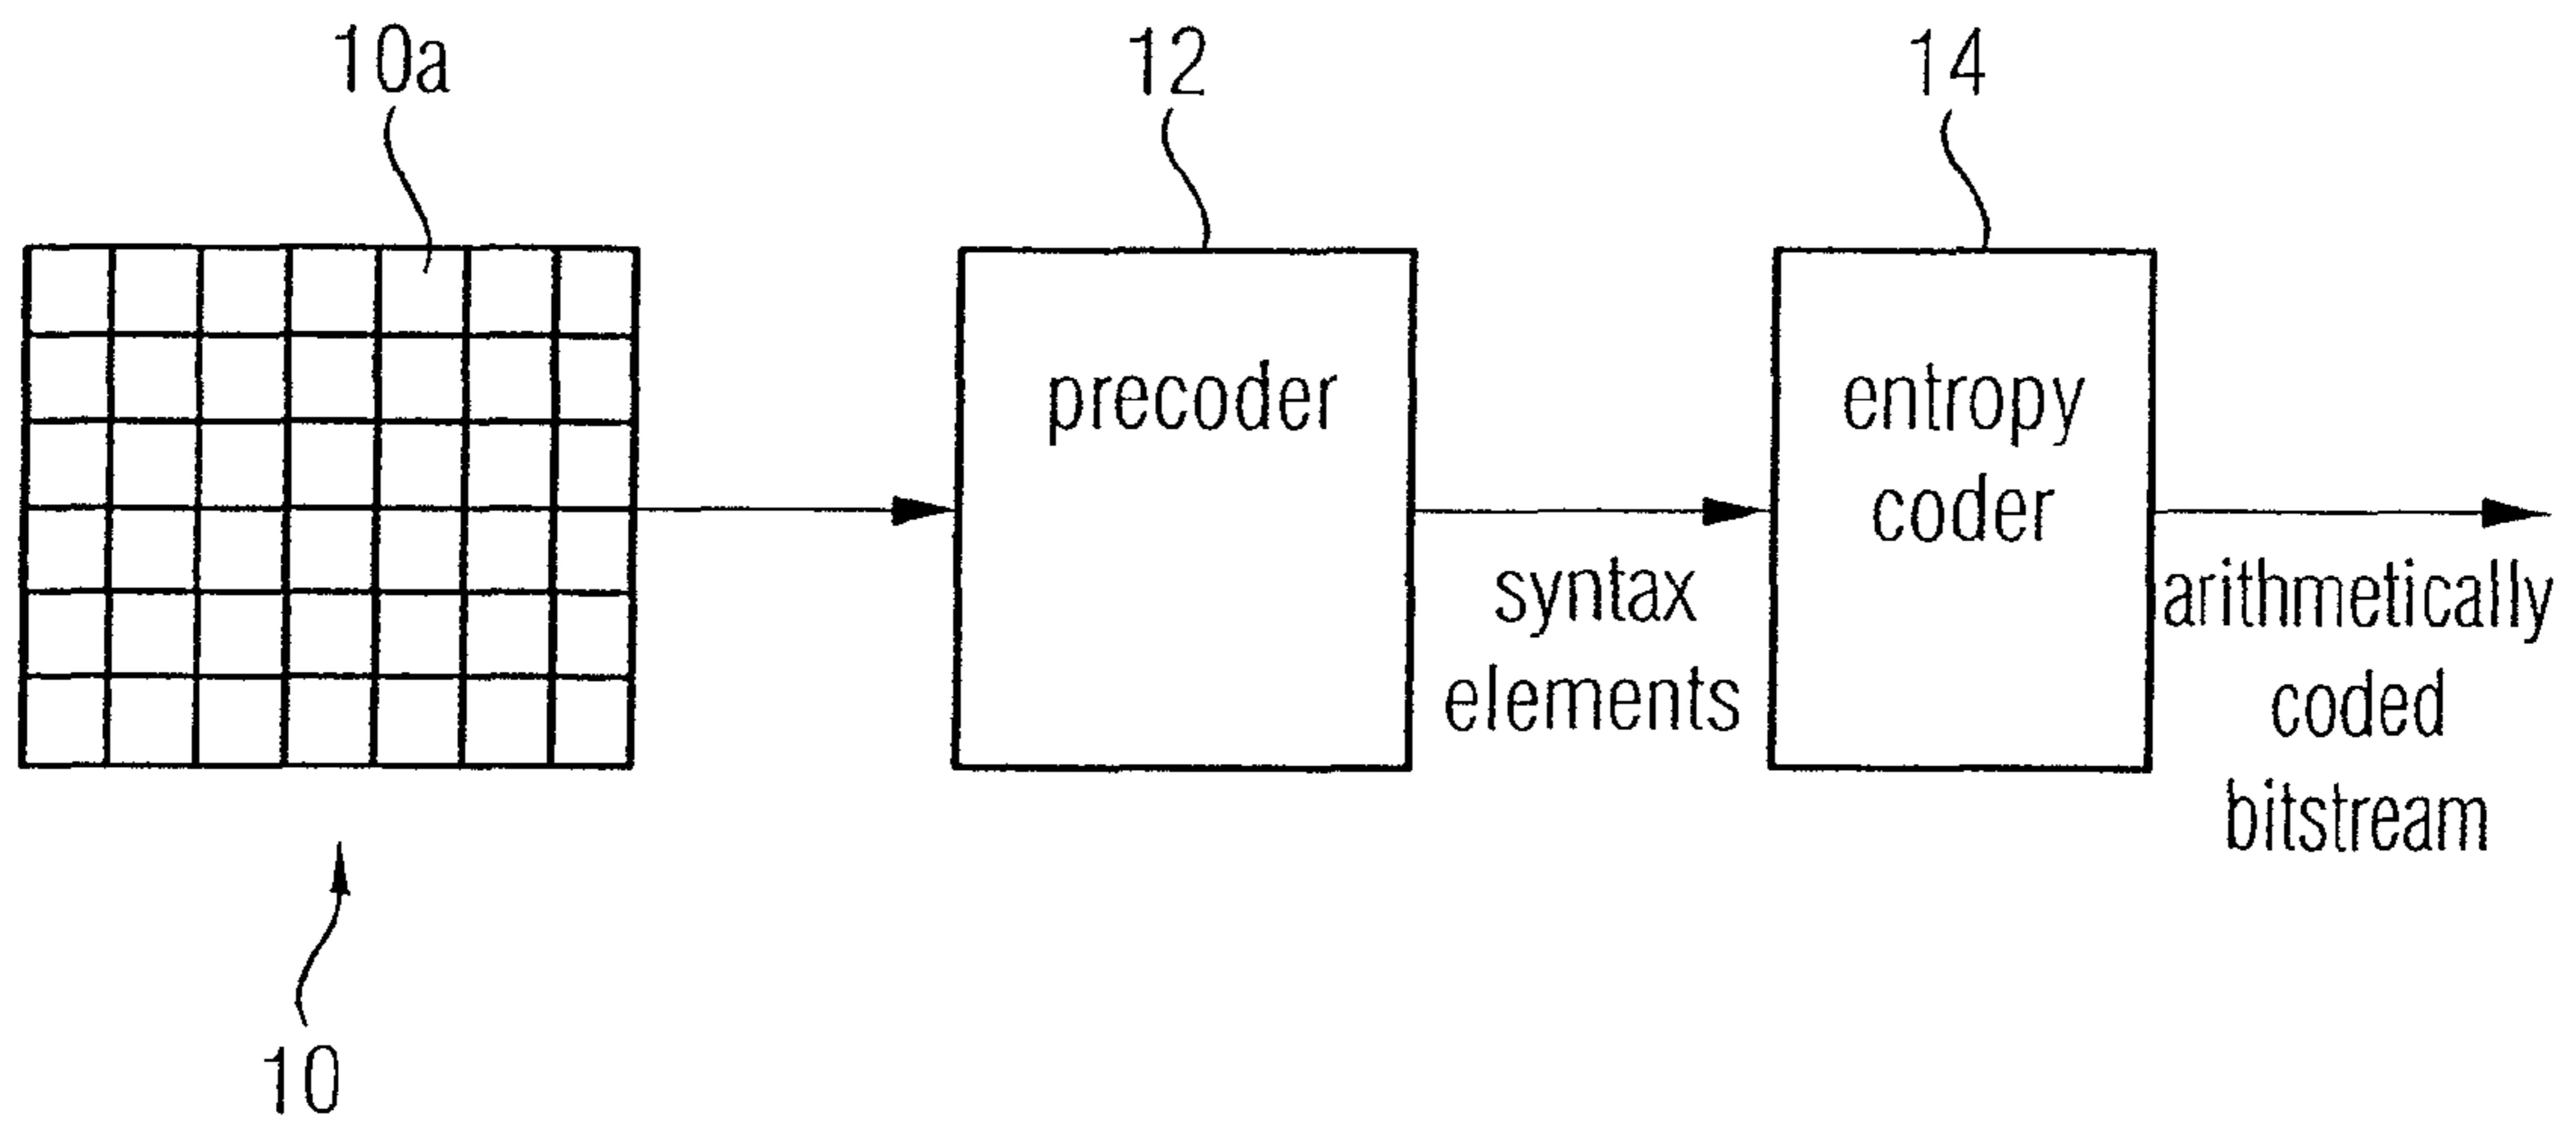 10a
12
14
precoder
entropy
coder
syntax
elements
arithmetically
coded
bitstream
10